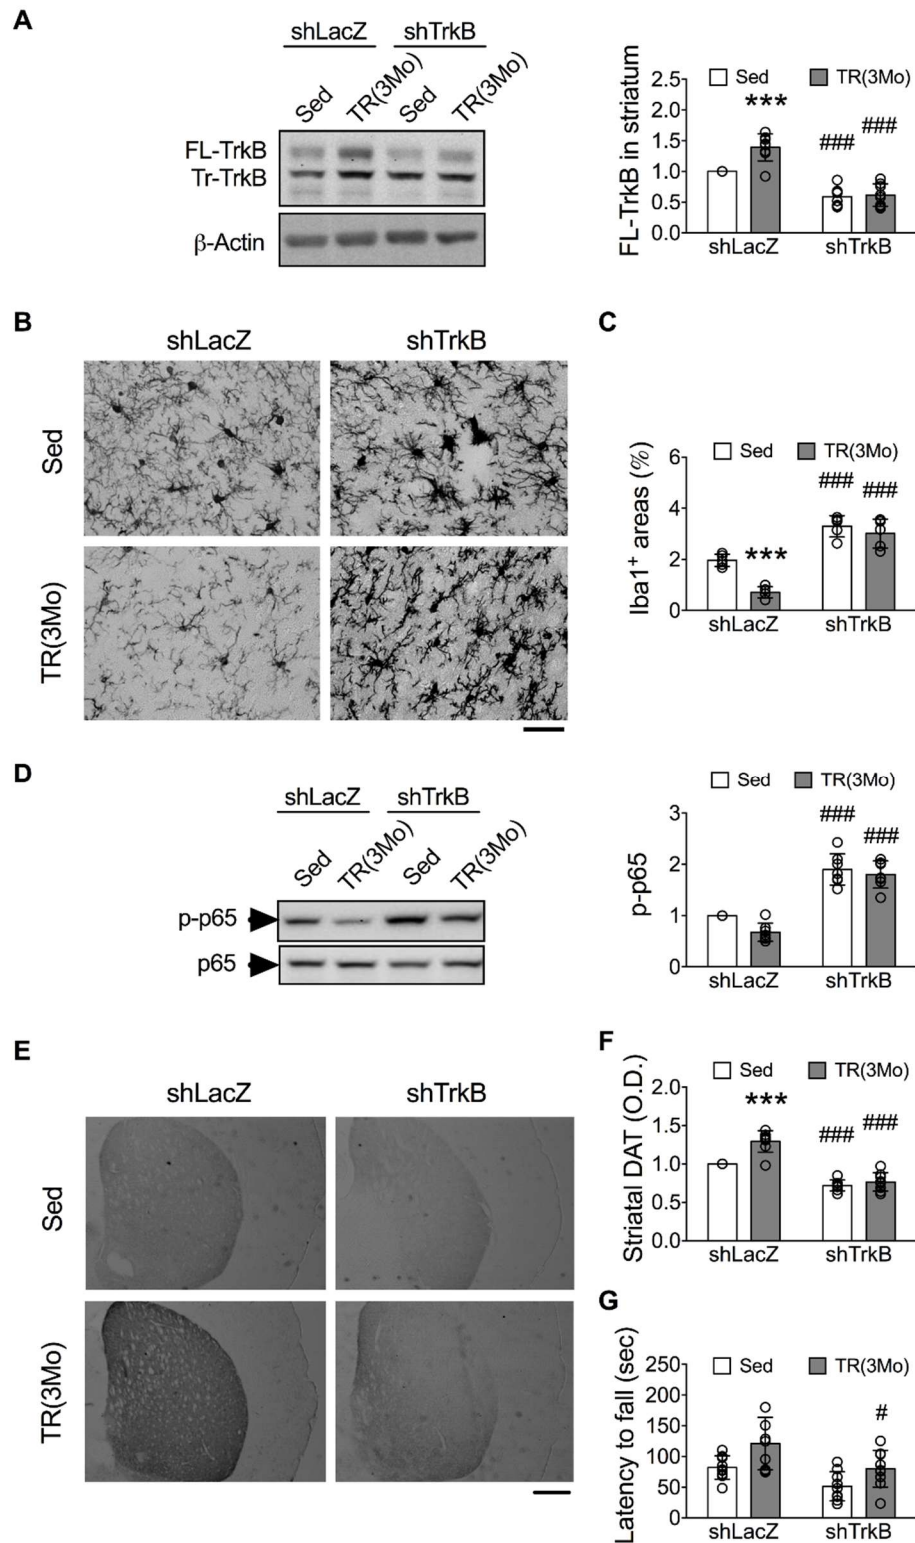 A
shLacZ shTrkB
Sed TR(3Mo) Sed TR(3Mo)
FL-TrkB
Tr-TrkB
β-Actin
FL-TrkB in striatum
Sed TR(3Mo)
2.5
2.0
1.5
1.0
0.5
0.0
***
###
###
shLacZ shTrkB
B
shLacZ shTrkB
Sed
TR(3Mo)
C
Iba1+ areas (%)
Sed TR(3Mo)
6
4
2
0
***
###
###
shLacZ shTrkB
D
shLacZ shTrkB
Sed TR(3Mo) Sed TR(3Mo)
p-p65
p65
p-p65
Sed TR(3Mo)
3
2
1
0
###
###
shLacZ shTrkB
E
shLacZ shTrkB
Sed
TR(3Mo)
F
Striatal DAT (O.D.)
Sed TR(3Mo)
2.0
1.5
1.0
0.5
0.0
***
###
###
shLacZ shTrkB
G
Latency to fall (sec)
Sed TR(3Mo)
250
200
150
100
50
0
#
shLacZ shTrkB